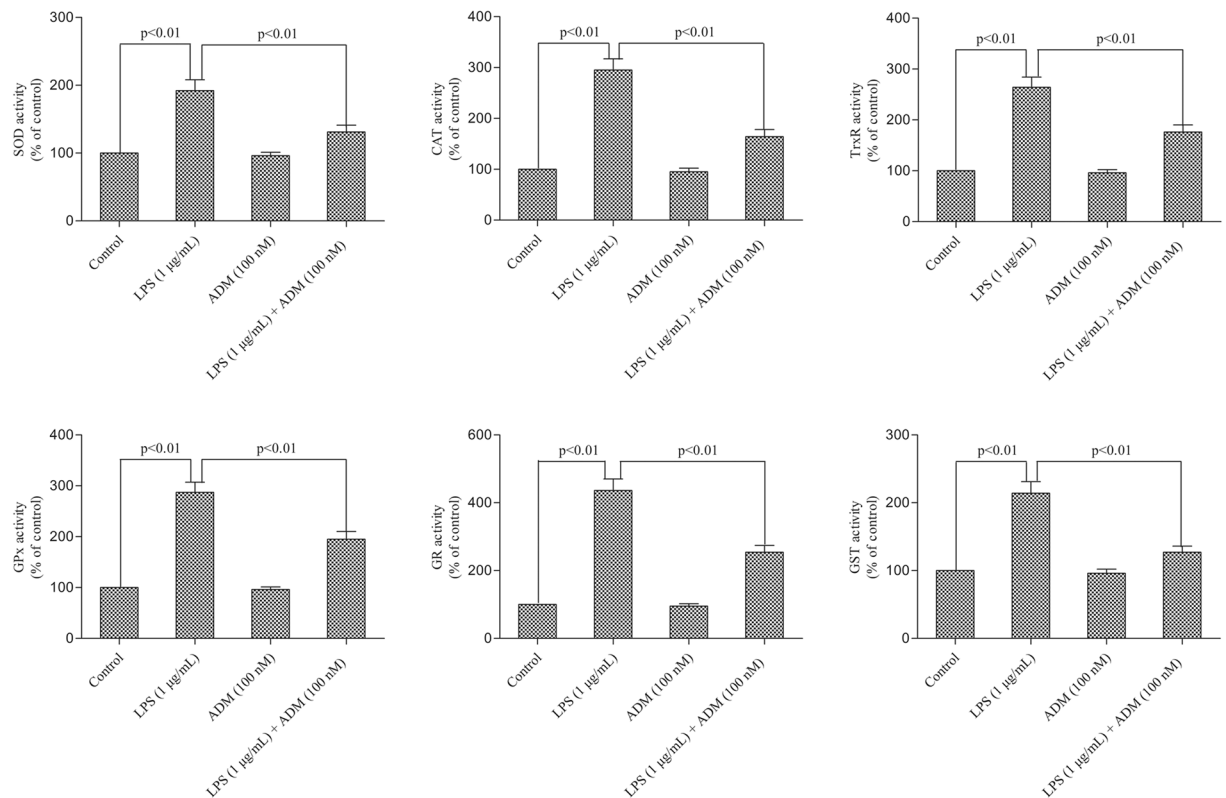 SOD activity
(% of control)
300
200
100
0
p<0.01
p<0.01
Control
LPS (1 μg/mL)
ADM (100 nM)
LPS (1 μg/mL) + ADM (100 nM)
CAT activity
(% of control)
400
300
200
100
0
p<0.01
p<0.01
Control
LPS (1 μg/mL)
ADM (100 nM)
LPS (1 μg/mL) + ADM (100 nM)
TrxR activity
(% of control)
400
300
200
100
0
p<0.01
p<0.01
Control
LPS (1 μg/mL)
ADM (100 nM)
LPS (1 μg/mL) + ADM (100 nM)
GPx activity
(% of control)
400
300
200
100
0
p<0.01
p<0.01
Control
LPS (1 μg/mL)
ADM (100 nM)
LPS (1 μg/mL) + ADM (100 nM)
GR activity
(% of control)
600
400
200
0
p<0.01
p<0.01
Control
LPS (1 μg/mL)
ADM (100 nM)
LPS (1 μg/mL) + ADM (100 nM)
GST activity
(% of control)
300
200
100
0
p<0.01
p<0.01
Control
LPS (1 μg/mL)
ADM (100 nM)
LPS (1 μg/mL) + ADM (100 nM)